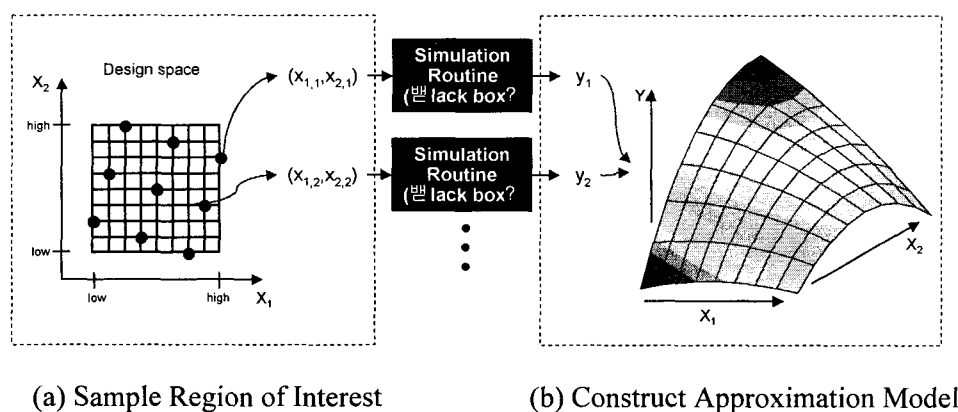 Design space
X₂
high
low
low
high
X₁
(x₁,₁,x₂,₁)
Simulation
Routine
(밷lack box?
y₁
(x₁,₂,x₂,₂)
Simulation
Routine
(밷lack box?
y₂
Y
X₁
X₂
(a) Sample Region of Interest
(b) Construct Approximation Model